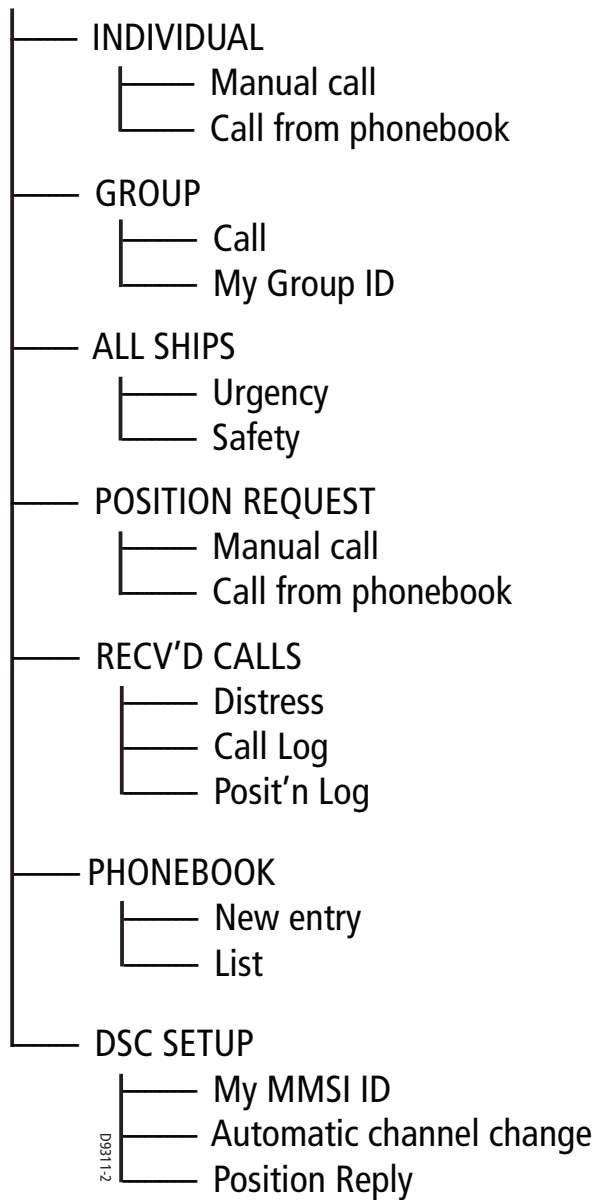 INDIVIDUAL
Manual call
Call from phonebook
GROUP
Call
My Group ID
ALL SHIPS
Urgency
Safety
POSITION REQUEST
Manual call
Call from phonebook
RECV'D CALLS
Distress
Call Log
Posit'n Log
PHONEBOOK
New entry
List
DSC SETUP
My MMSI ID
Automatic channel change
Position Reply
D9311-2